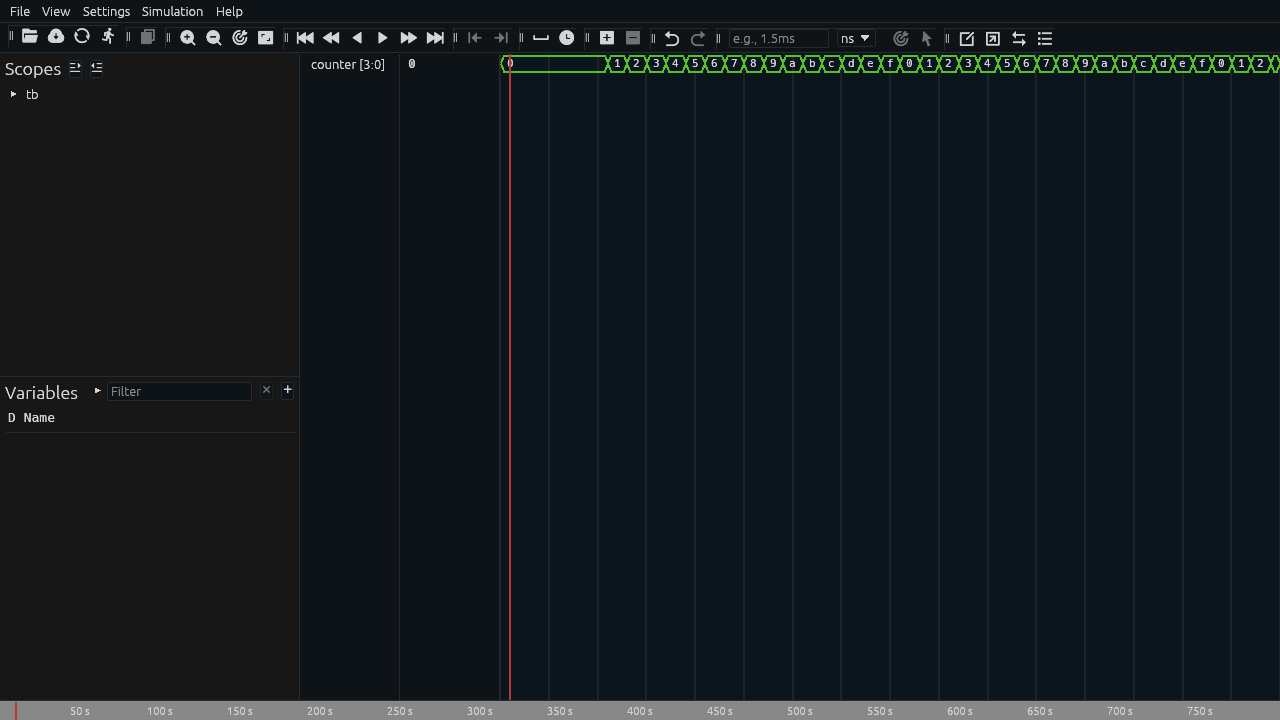 File View Settings Simulation Help
e.g., 1.5ms ns
Scopes
tb
Variables Filter
D Name
counter [3:0] 0 0 1 2 3 4 5 6 7 8 9 a b c d e f 0 1 2 3 4 5 6 7 8 9 a b c d e f 0 1 2
50 s 100 s 150 s 200 s 250 s 300 s 350 s 400 s 450 s 500 s 550 s 600 s 650 s 700 s 750 s